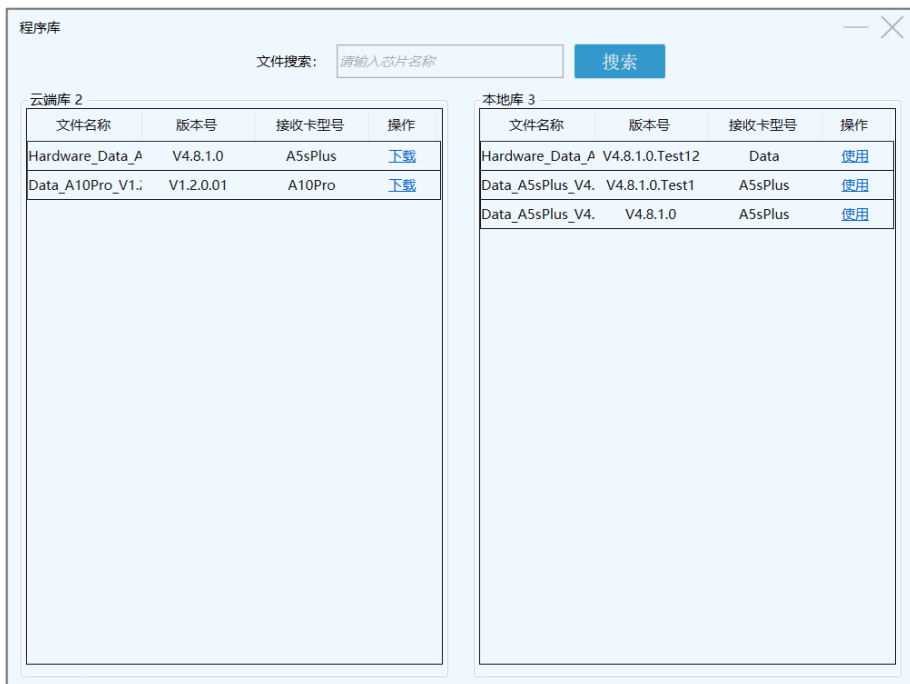 程序库
文件搜索： 请输入芯片名称 搜索
云端库 2
文件名称 版本号 接收卡型号 操作
Hardware_Data_A V4.8.1.0 A5sPlus 下载
Data_A10Pro_V1.2 V1.2.0.01 A10Pro 下载
本地库 3
文件名称 版本号 接收卡型号 操作
Hardware_Data_A V4.8.1.0.Test12 Data 使用
Data_A5sPlus_V4. V4.8.1.0.Test1 A5sPlus 使用
Data_A5sPlus_V4. V4.8.1.0 A5sPlus 使用